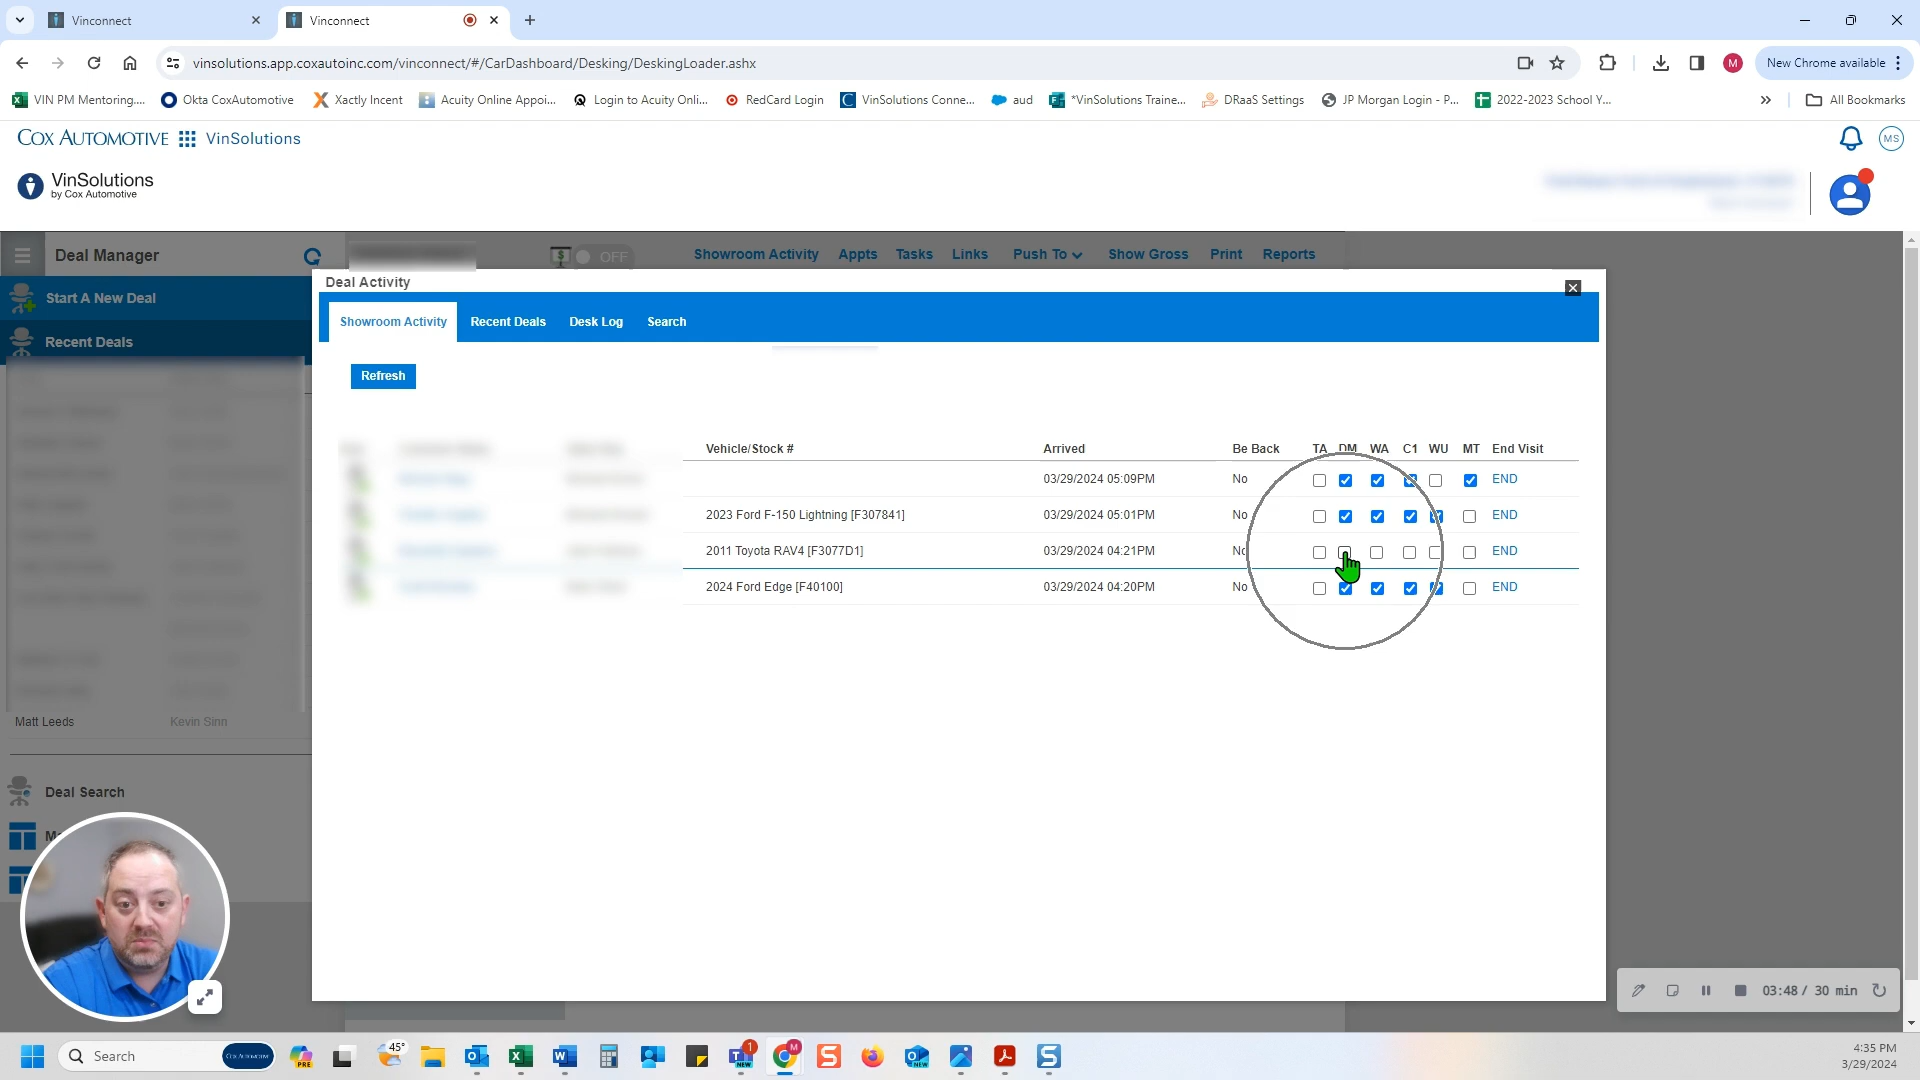 Vinconnect
Vinconnect
vinsolutions.app.coxautoinc.com/vinconnect/#/CarDashboard/Desking/DeskingLoader.ashx
M
New Chrome available
VIN PM Mentoring....
Okta CoxAutomotive
Xactly Incent
Acuity Online Appoi...
Login to Acuity Onli...
RedCard Login
VinSolutions Conne...
aud
*VinSolutions Traine...
DRaaS Settings
JP Morgan Login - P...
2022-2023 School Y...
All Bookmarks
COX AUTOMOTIVE VinSolutions
MS
VinSolutions
by Cox Automotive
Deal Manager
OFF
Showroom Activity Appts Tasks Links Push To Show Gross Print Reports
Start A New Deal
Recent Deals
Deal Activity
Showroom Activity Recent Deals Desk Log Search
Refresh
Vehicle/Stock # Arrived Be Back TA DM WA C1 WU MT End Visit
03/29/2024 05:09PM No END
2023 Ford F-150 Lightning [F307841] 03/29/2024 05:01PM No END
2011 Toyota RAV4 [F3077D1] 03/29/2024 04:21PM No END
2024 Ford Edge [F40100] 03/29/2024 04:20PM No END
Matt Leeds Kevin Sinn
Deal Search
03:48 / 30 min
Search
COX AUTOMOTIVE
PRE
45°
1
NEW
M
NEW
4:35 PM
3/29/2024